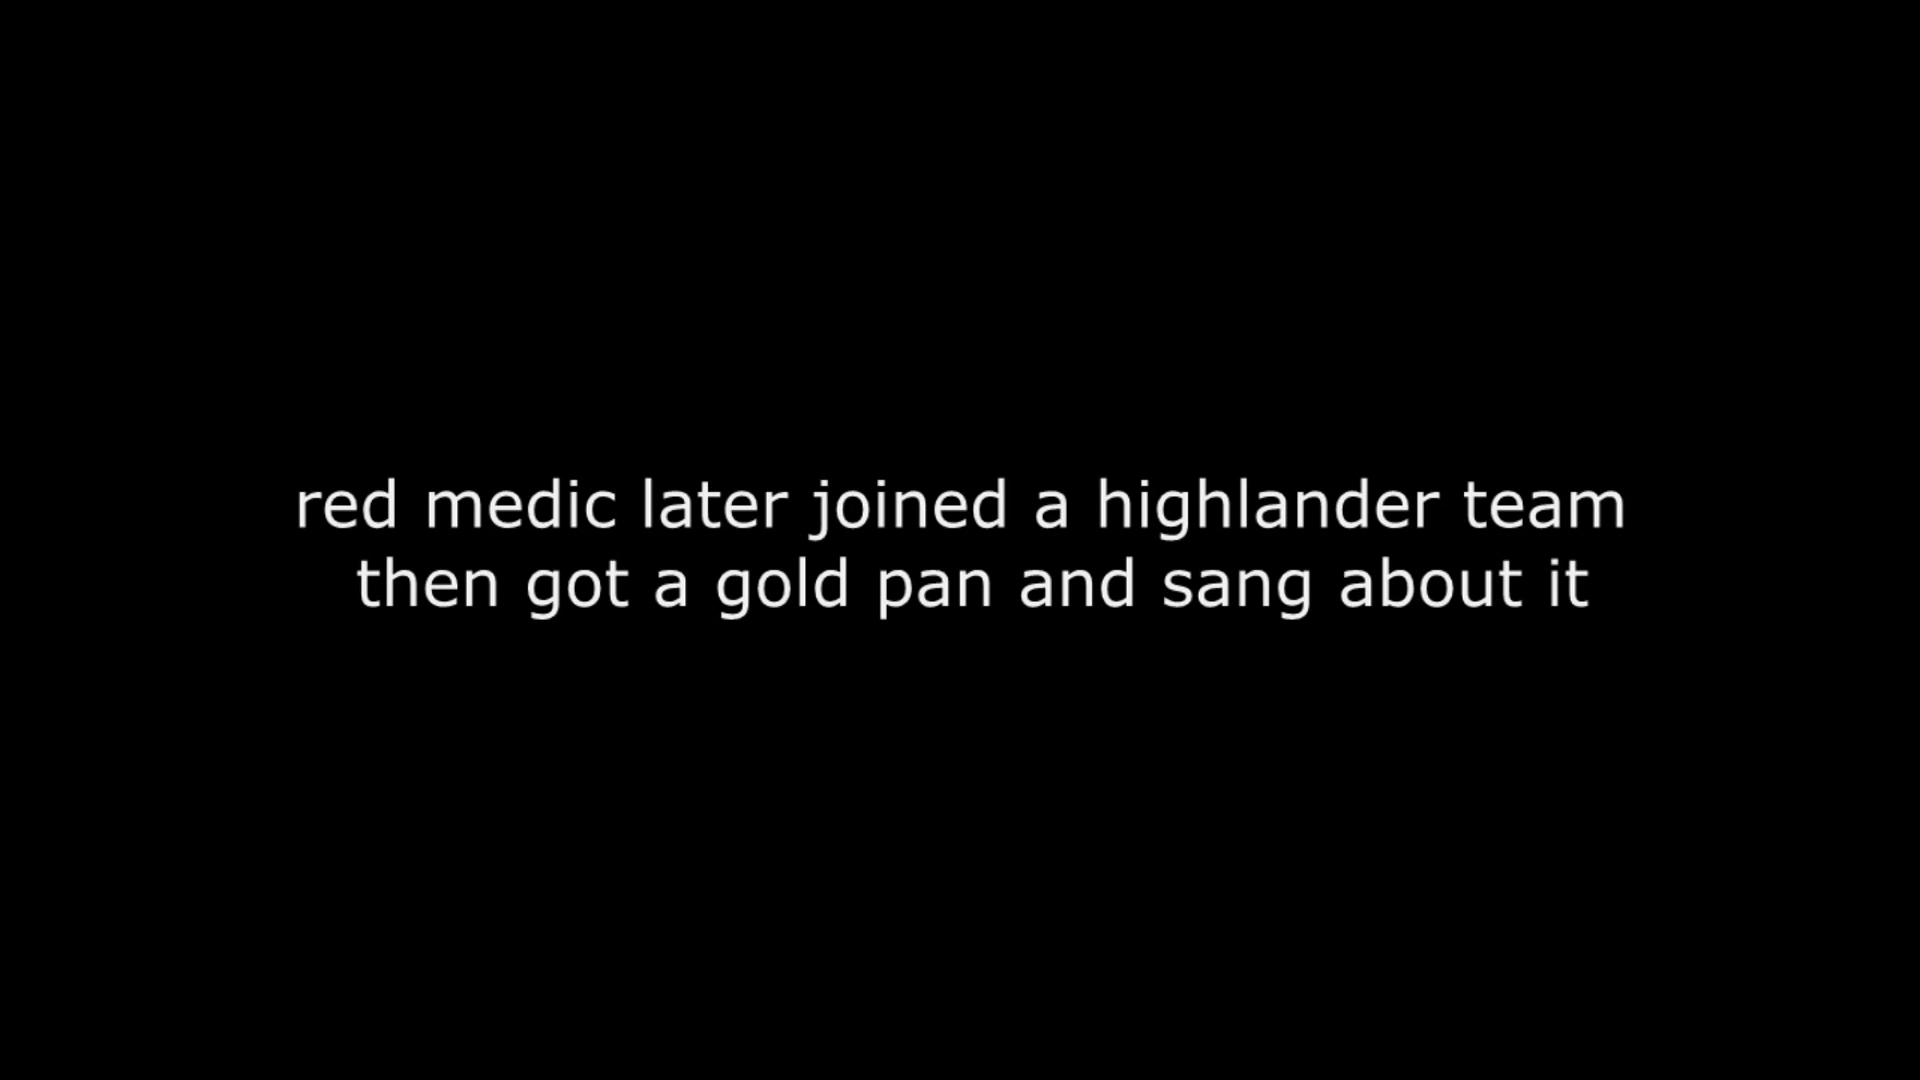 red medic later joined a highlander team
then got a gold pan and sang about it